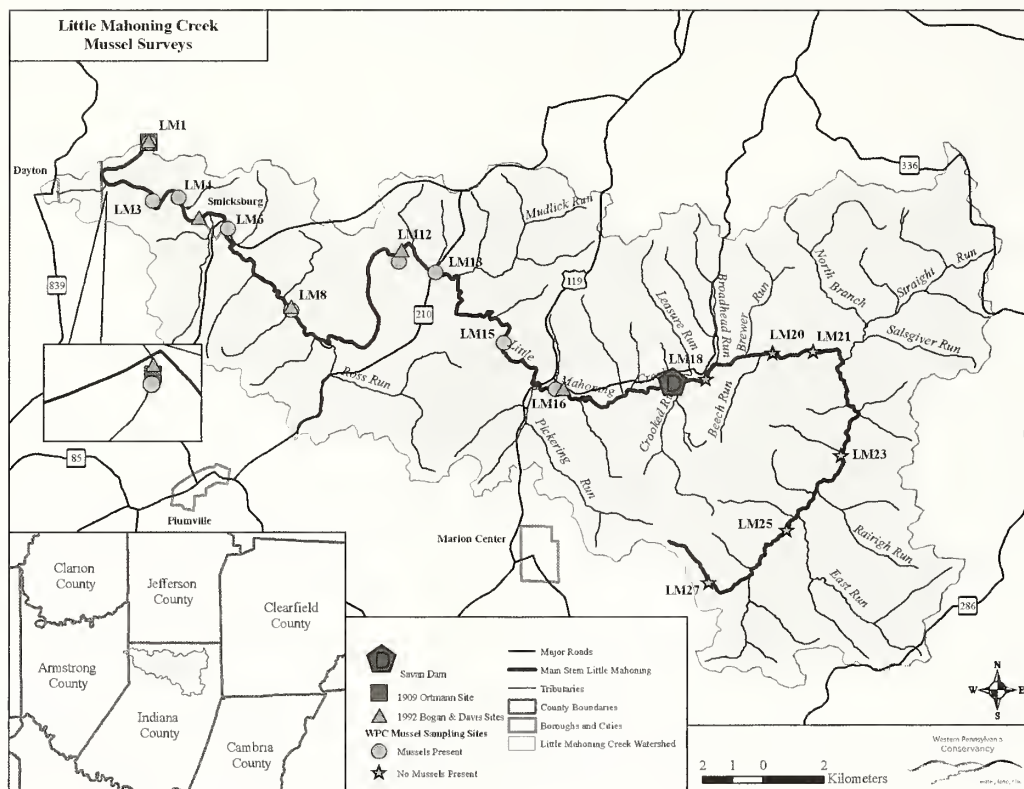 Little Mahoning Creek
Mussel Surveys
LM1
Dayton
LM4
LM3
Smicksburg
LM6
Mudlick Run
336
LM12
LM13
839
119
210
LM8
North
Branch
Straight Run
Salsgiver Run
Leasure Run
Broadhead Run
Brewer Run
LM15
Little
Mahoning
Creek
LM18
LM20
LM21
Ross Run
LM16
Crooked Run
Beech Run
Pickering
Run
LM23
85
Plumville
LM25
Rairigh Run
Marion Center
East Run
LM27
286
Clarion
County
Jefferson
County
Clearfield
County
Armstrong
County
Indiana
County
Cambria
County
D
D
Savan Dam
1909 Ortmann Site
1992 Bogan & Davis Sites
WPC Mussel Sampling Sites
Mussels Present
No Mussels Present
Major Roads
Main Stem Little Mahoning
Tributaries
County Boundaries
Boroughs and Cities
Little Mahoning Creek Watershed
N
W E
S
2 1 0 2
Kilometers
Western Pennsylvania
Conservancy